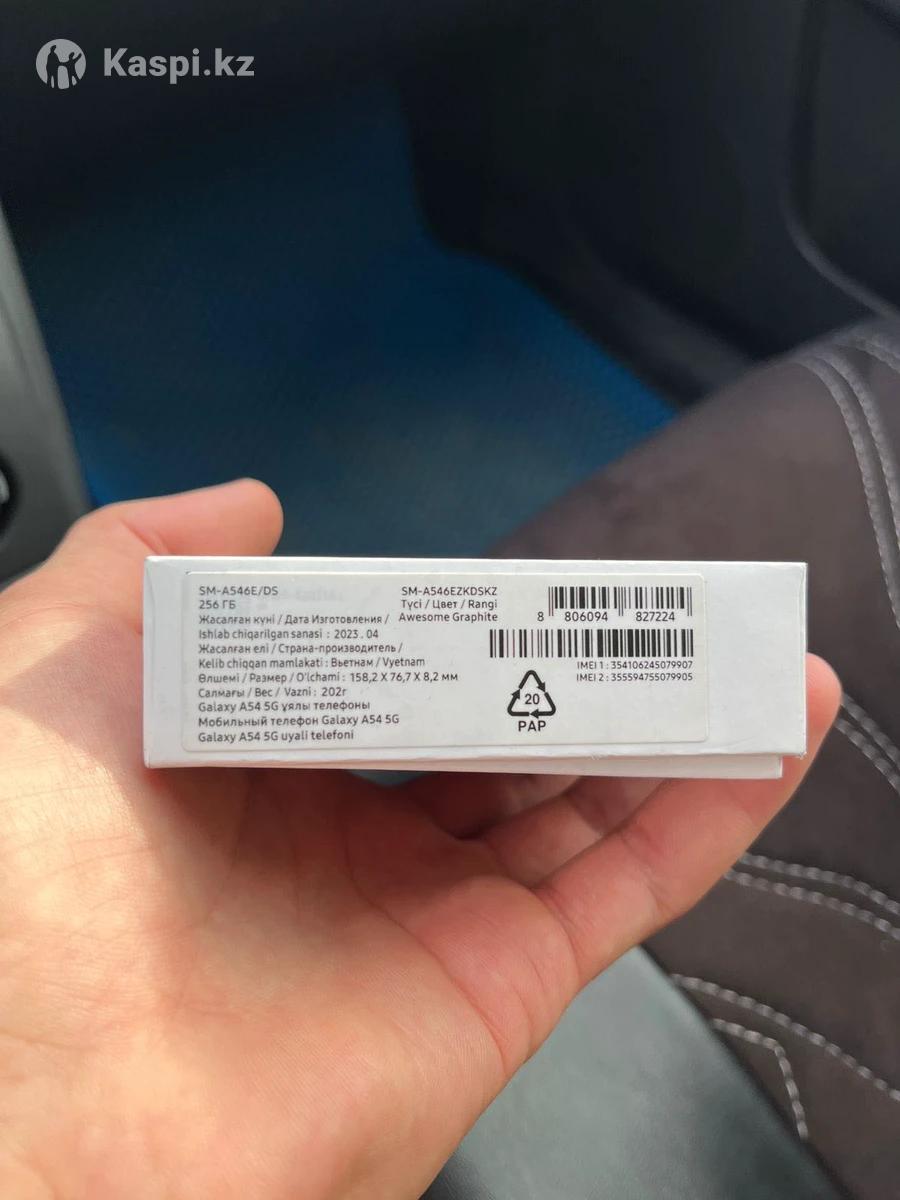 Kaspi.kz
SM-A546E/DS
256 ГБ
Жасалған күні / Дата Изготовления /
Ishlab chiqarilgan sanasi : 2023 . 04
Жасалған елі / Страна-производитель /
Kelib chiqqan mamlakati : Вьетнам / Vyetnam
Өлшемі / Размер / O'lchami : 158,2 X 76,7 X 8,2 мм
Салмағы / Вес / Vazni : 202г
Galaxy A54 5G ұялы телефоны
Мобильный телефон Galaxy A54 5G
Galaxy A54 5G uyali telefoni
SM-A546EZKDSKZ
Түсі / Цвет / Rangi
Awesome Graphite
8 806094 827224
IMEI 1 : 354106245079907
IMEI 2 : 355594755079905
20
PAP